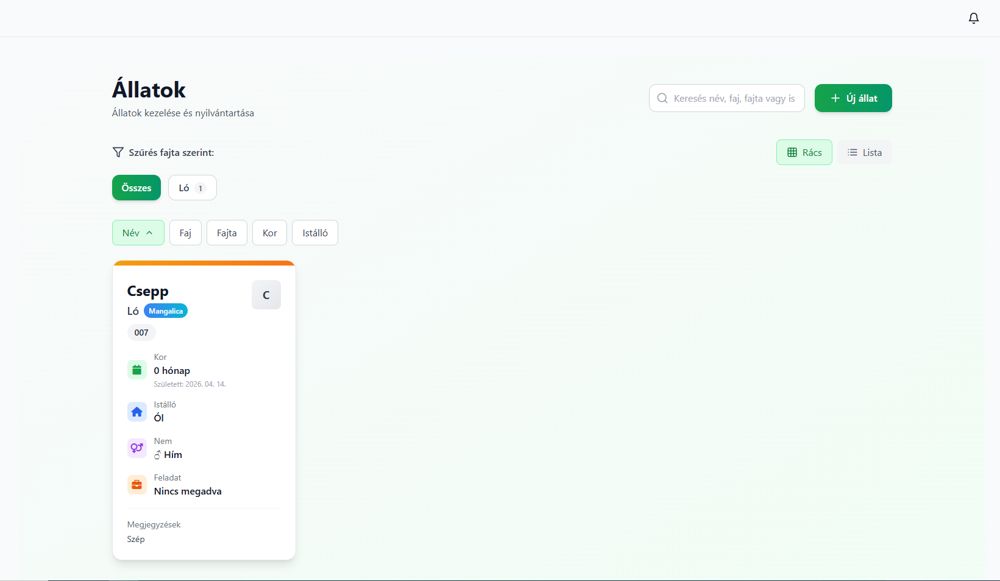 Állatok
Állatok kezelése és nyilvántartása
Keresés név, faj, fajta vagy is
Új állat
Szűrés fajta szerint:
Rács
Lista
Összes
Ló 1
Név
Faj
Fajta
Kor
Istálló
Csepp
C
Ló Mangalica
007
Kor
0 hónap
Született: 2026. 04. 14.
Istálló
Ól
Nem
♂ Hím
Feladat
Nincs megadva
Megjegyzések
Szép